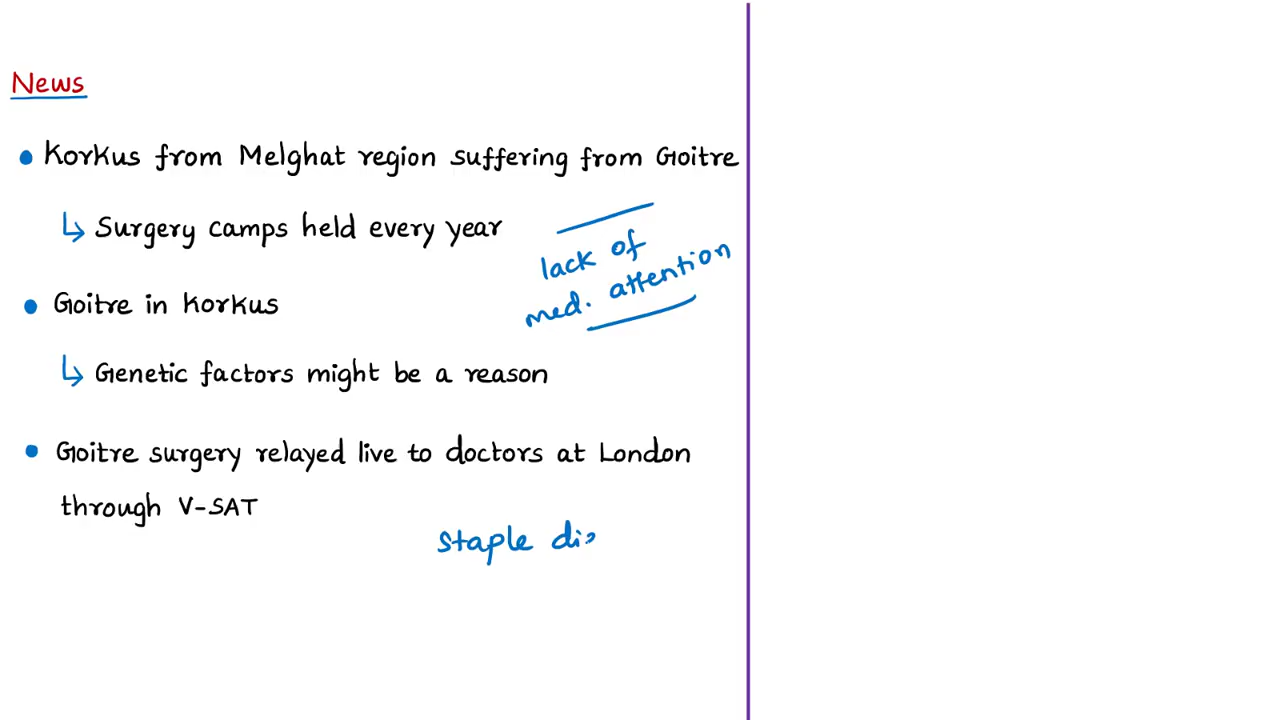 News
• Korkus from Melghat region suffering from Goitre
↳ Surgery camps held every year
lack of
med. attention
• Goitre in Korkus
↳ Genetic factors might be a reason
• Goitre surgery relayed live to doctors at London
through V-SAT
staple